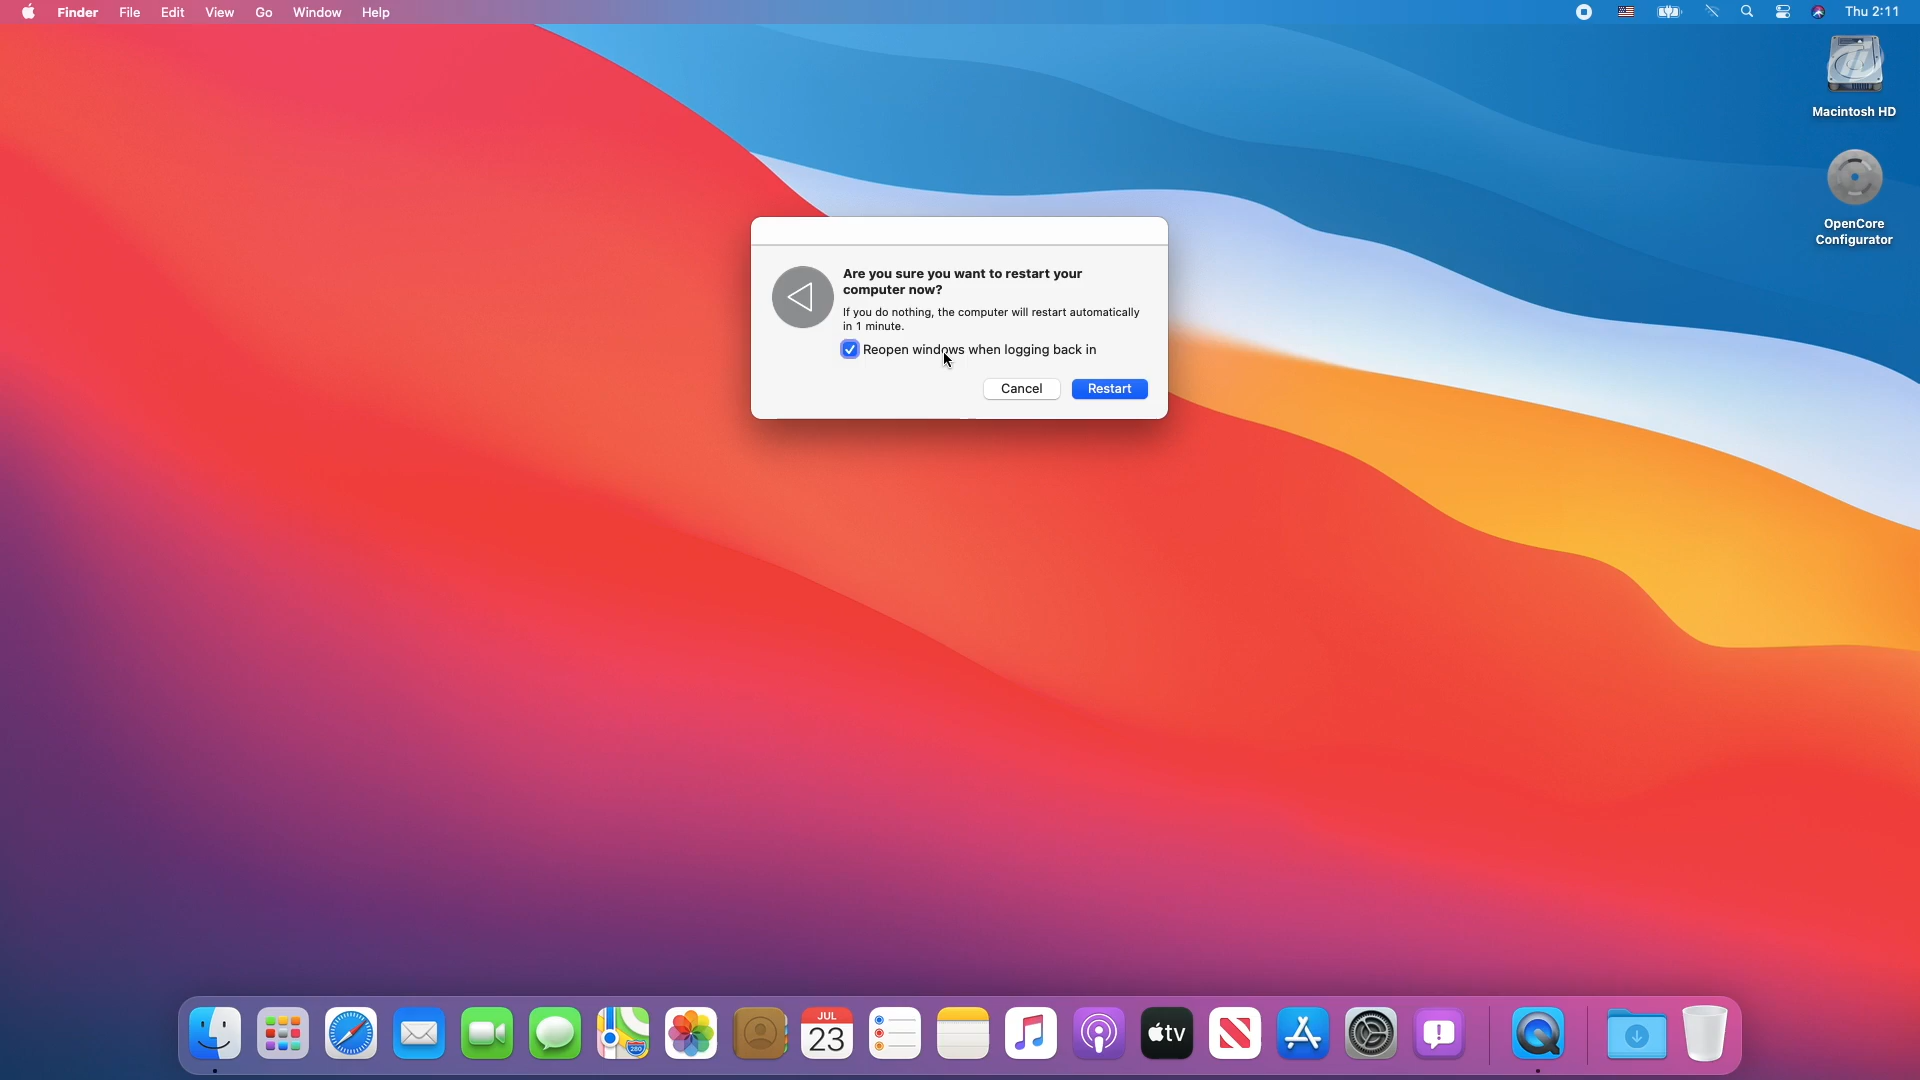 Finder File Edit View Go Window Help Thu 2:11
Macintosh HD
OpenCore
Configurator
Are you sure you want to restart your
computer now?
If you do nothing, the computer will restart automatically
in 1 minute.
Reopen windows when logging back in
Cancel Restart
280
JUL
23
tv